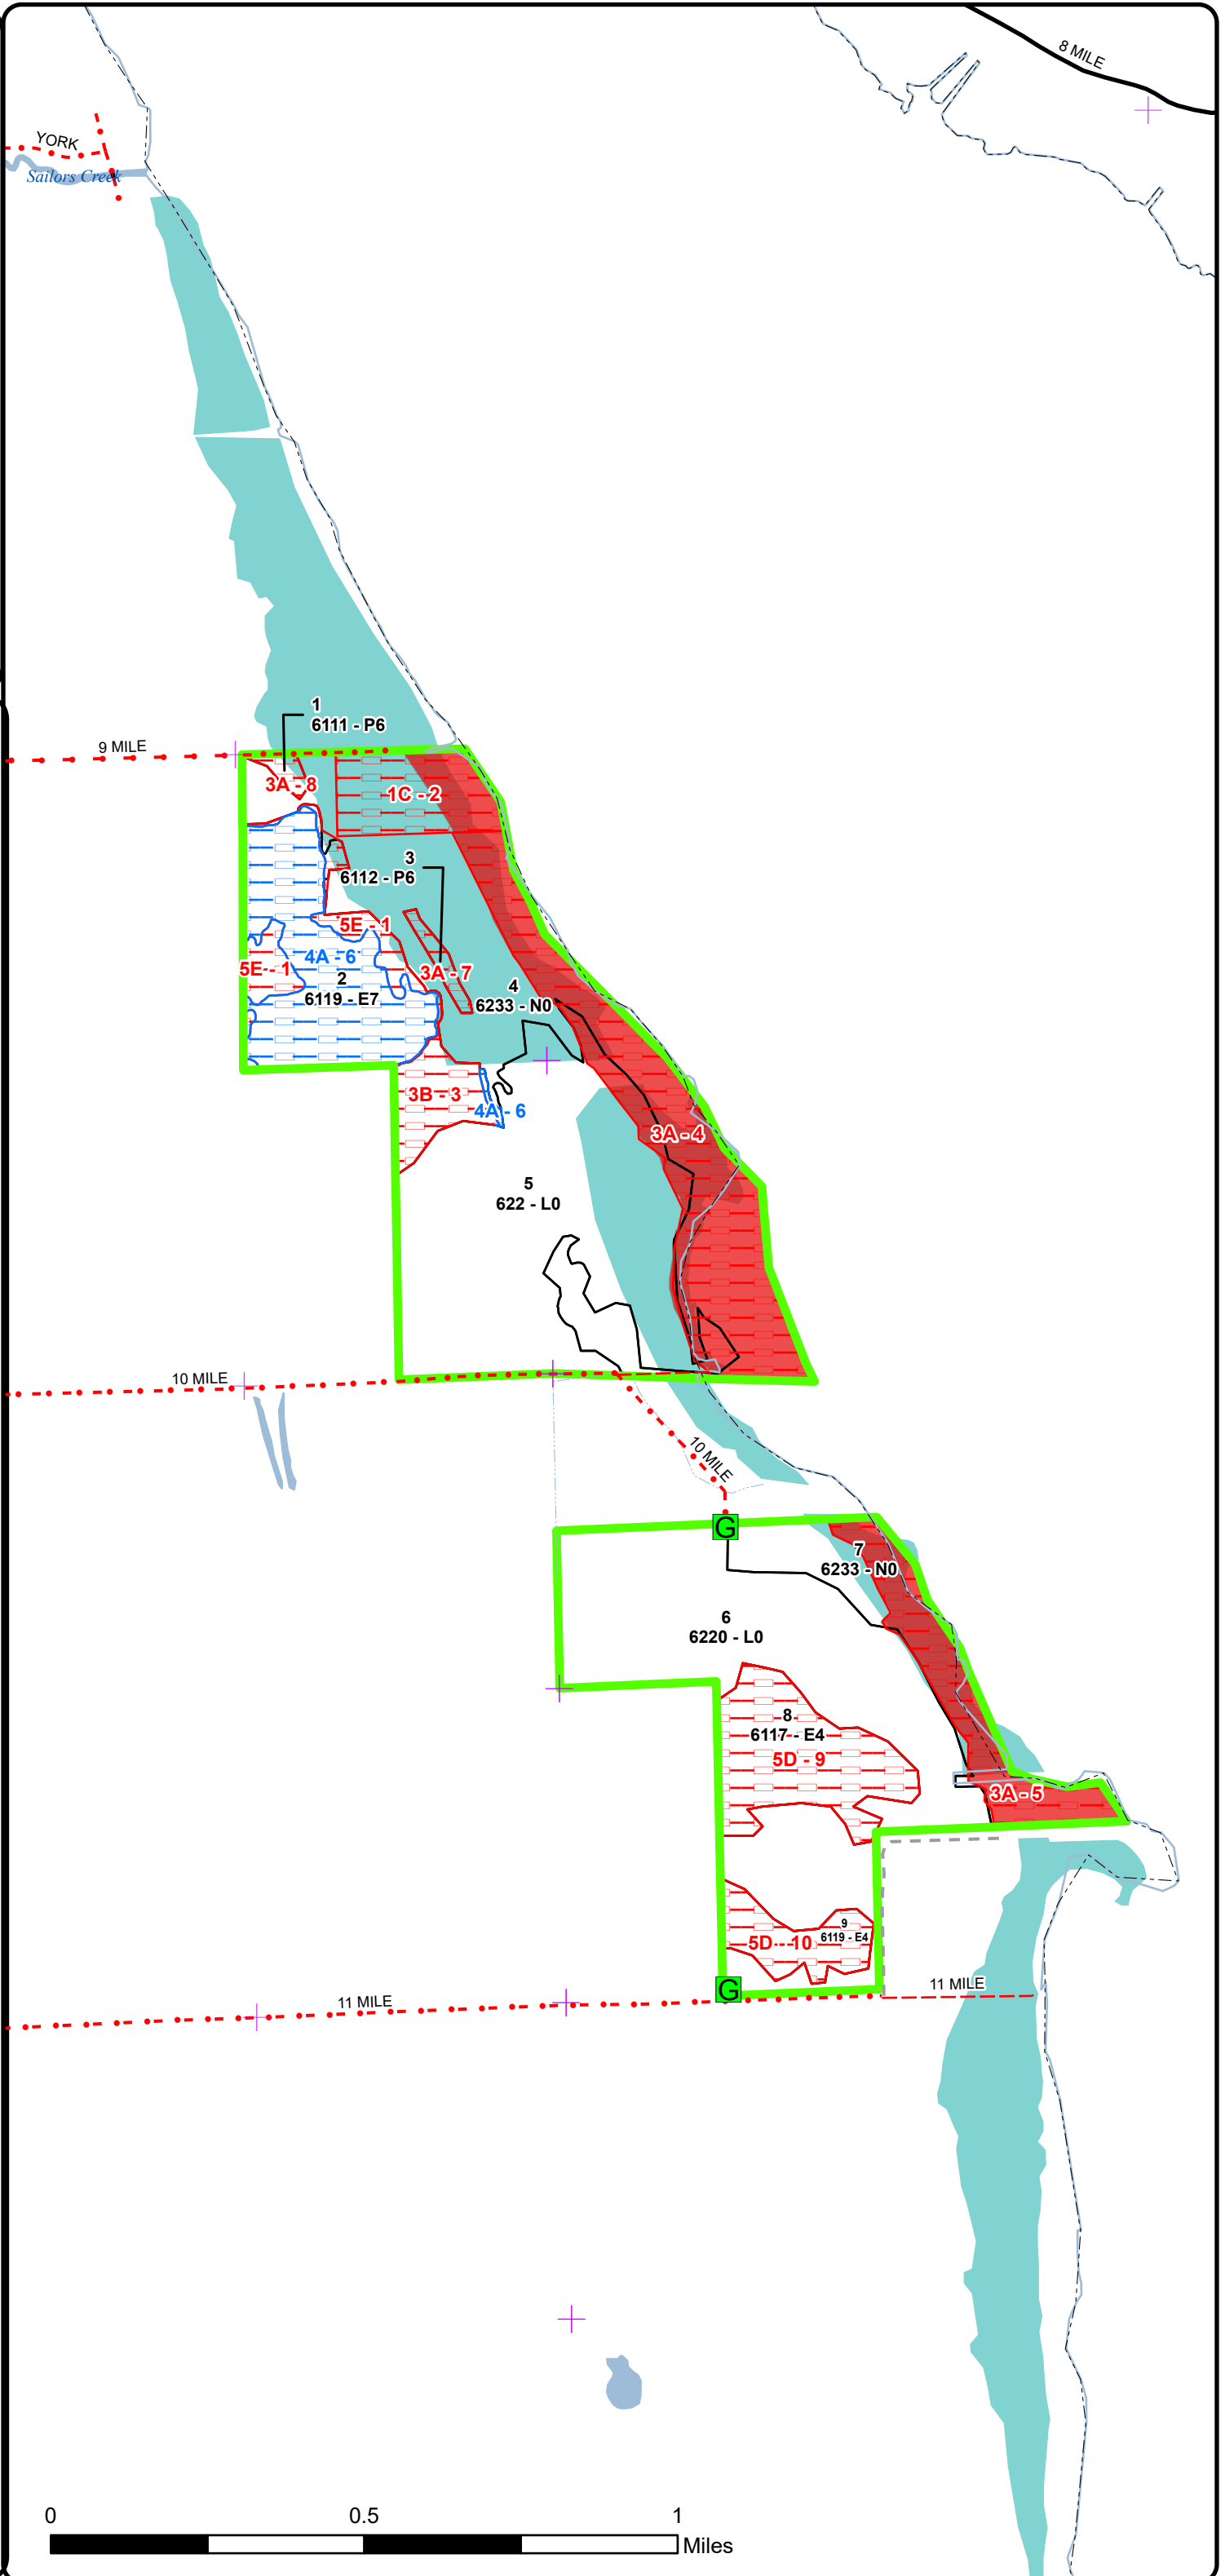 8 MILE
YORK
Sailors Creek
1
6111 - P6
9 MILE
3A - 8
1C - 2
3
6112 - P6
5E - 1
4A - 6
5E - 1
2
6119 - E7
3A - 7
4
6233 - N0
3B - 3
4A - 6
3A - 4
5
622 - L0
10 MILE
10 MILE
G
7
6233 - N0
6
6220 - L0
8
6117 - E4
5D - 9
3A - 5
9
6119 - E4
5D - 10
G
11 MILE
11 MILE
0 0.5 1
Miles